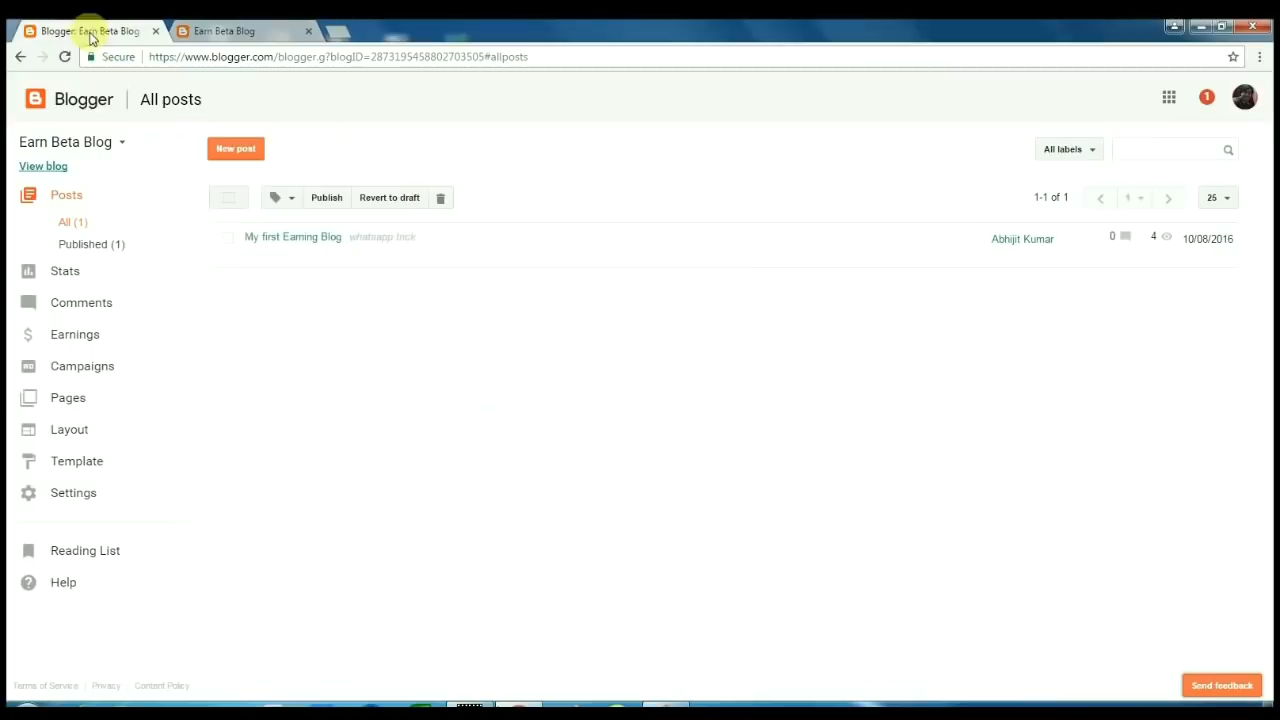 Blogger: Earn Beta Blog
Earn Beta Blog
Secure
https://www.blogger.com/blogger.g?blogID=2873195458802703505#allposts
Blogger
All posts
1
Earn Beta Blog
View blog
New post
All labels
Posts
Publish
Revert to draft
1-1 of 1
1
25
All (1)
My first Earning Blog whatsapp trick
Abhijit Kumar
0
4
10/08/2016
Published (1)
Stats
Comments
Earnings
Campaigns
Pages
Layout
Template
Settings
Reading List
Help
Terms of Service
Privacy
Content Policy
Send feedback